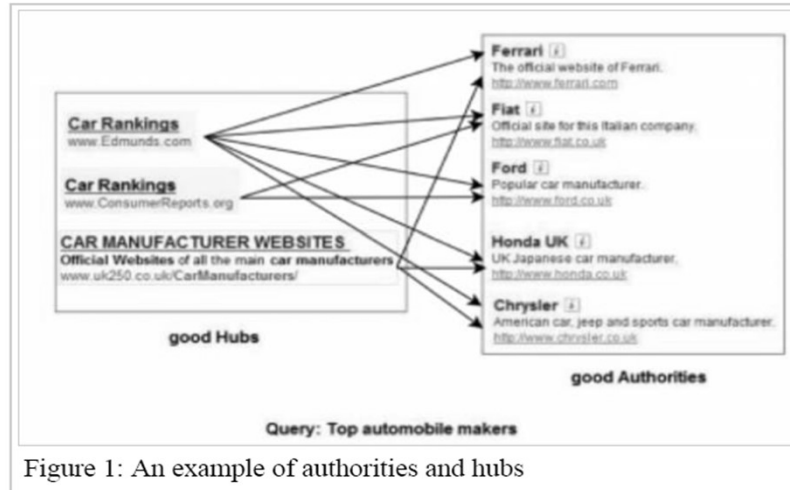 Car Rankings
www.Edmunds.com
Car Rankings
www.ConsumerReports.org
CAR MANUFACTURER WEBSITES
Official Websites of all the main car manufacturers
www.uk250.co.uk/CarManufacturers/
good Hubs
Ferrari i
The official website of Ferrari.
http://www.ferrari.com
Fiat i
Official site for this Italian company.
http://www.fiat.co.uk
Ford i
Popular car manufacturer.
http://www.ford.co.uk
Honda UK i
UK Japanese car manufacturer.
http://www.honda.co.uk
Chrysler i
American car, jeep and sports car manufacturer.
http://www.chrysler.co.uk
good Authorities
Query: Top automobile makers
Figure 1: An example of authorities and hubs